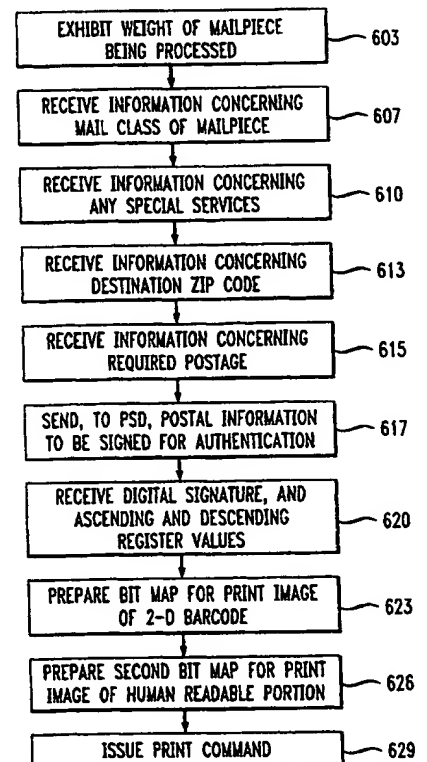 EXHIBIT WEIGHT OF MAILPIECE
BEING PROCESSED
603
RECEIVE INFORMATION CONCERNING
MAIL CLASS OF MAILPIECE
607
RECEIVE INFORMATION CONCERNING
ANY SPECIAL SERVICES
610
RECEIVE INFORMATION CONCERNING
DESTINATION ZIP CODE
613
RECEIVE INFORMATION CONCERNING
REQUIRED POSTAGE
615
SEND, TO PSD, POSTAL INFORMATION
TO BE SIGNED FOR AUTHENTICATION
617
RECEIVE DIGITAL SIGNATURE, AND
ASCENDING AND DESCENDING
REGISTER VALUES
620
PREPARE BIT MAP FOR PRINT IMAGE
OF 2-D BARCODE
623
PREPARE SECOND BIT MAP FOR PRINT
IMAGE OF HUMAN READABLE PORTION
626
ISSUE PRINT COMMAND
629